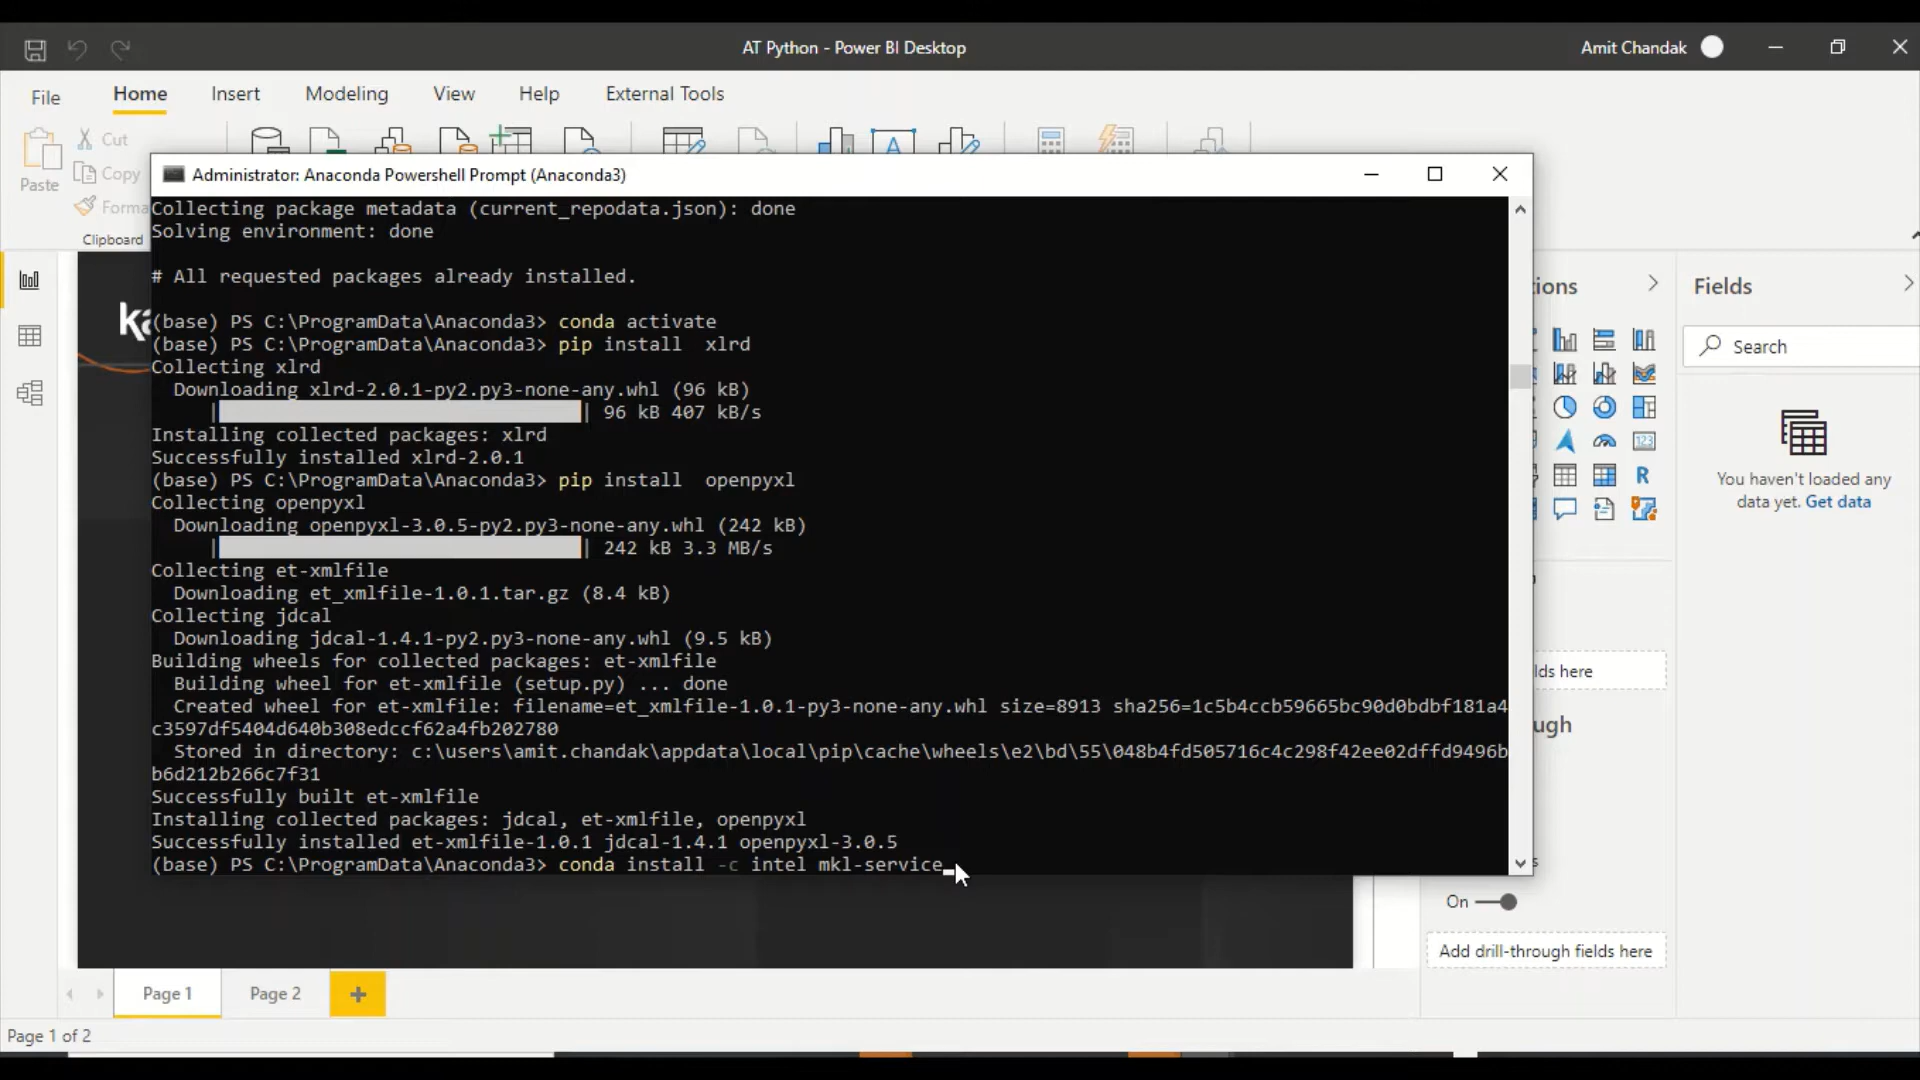 AT Python - Power BI Desktop
Amit Chandak
File
Home
Insert
Modeling
View
Help
External Tools
Paste
Cut
Copy
Forma
Clipboard
Administrator: Anaconda Powershell Prompt (Anaconda3)
Collecting package metadata (current_repodata.json): done
Solving environment: done
# All requested packages already installed.
(base) PS C:\ProgramData\Anaconda3> conda activate
(base) PS C:\ProgramData\Anaconda3> pip install  xlrd
Collecting xlrd
Downloading xlrd-2.0.1-py2.py3-none-any.whl (96 kB)
| | 96 kB 407 kB/s
Installing collected packages: xlrd
Successfully installed xlrd-2.0.1
(base) PS C:\ProgramData\Anaconda3> pip install  openpyxl
Collecting openpyxl
Downloading openpyxl-3.0.5-py2.py3-none-any.whl (242 kB)
| | 242 kB 3.3 MB/s
Collecting et-xmlfile
Downloading et_xmlfile-1.0.1.tar.gz (8.4 kB)
Collecting jdcal
Downloading jdcal-1.4.1-py2.py3-none-any.whl (9.5 kB)
Building wheels for collected packages: et-xmlfile
Building wheel for et-xmlfile (setup.py) ... done
Created wheel for et-xmlfile: filename=et_xmlfile-1.0.1-py3-none-any.whl size=8913 sha256=1c5b4ccb59665bc90d0bdbf181a4
c3597df5404d640b308edccf62a4fb202780
Stored in directory: c:\users\amit.chandak\appdata\local\pip\cache\wheels\e2\bd\55\048b4fd505716c4c298f42ee02dffd9496b
b6d212b266c7f31
Successfully built et-xmlfile
Installing collected packages: jdcal, et-xmlfile, openpyxl
Successfully installed et-xmlfile-1.0.1 jdcal-1.4.1 openpyxl-3.0.5
(base) PS C:\ProgramData\Anaconda3> conda install -c intel mkl-service
ka
ions
Fields
Search
You haven't loaded any
data yet. Get data
lds here
ugh
s
On
Add drill-through fields here
Page 1
Page 2
Page 1 of 2